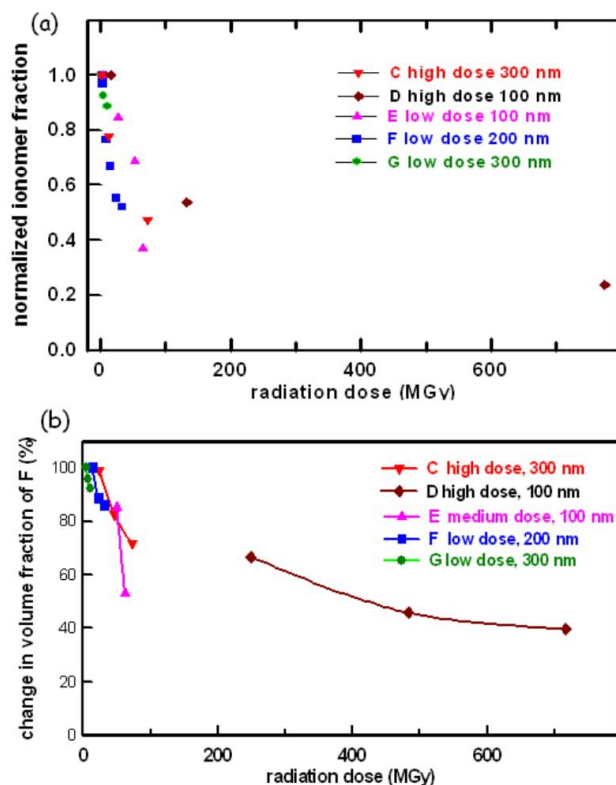 (a)
normalized ionomer fraction
1.0
0.8
0.6
0.4
0.2
0.0
C high dose 300 nm
D high dose 100 nm
E low dose 100 nm
F low dose 200 nm
G low dose 300 nm
0 200 400 600
radiation dose (MGy)
(b)
change in volume fraction of F (%)
100
80
60
40
20
0
C high dose, 300 nm
D high dose, 100 nm
E medium dose, 100 nm
F low dose, 200 nm
G low dose, 300 nm
0 200 400 600
radiation dose (MGy)